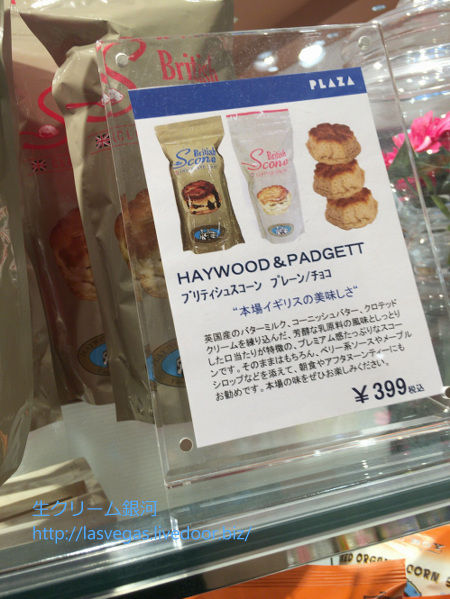 British
S
PLAZA
British
Scone
British
Scone
HAYWOOD & PADGETT
ブリティシュスコーン プレーン/チョコ
"本場イギリスの美味しさ"
英国産のバターミルク、コーニッシュバター、クロテッド
クリームを練り込んだ、芳醇な乳原料の風味としっとり
した口当たりが特徴の、プレミアム感たっぷりなスコー
ンです。そのままはもちろん、ベリー系ソースやメープル
シロップなどを添えて、朝食やアフタヌーンティーにも
お勧めです。本場の味をぜひお楽しみください。
¥399税込
生クリーム銀河
http://lasvegas.livedoor.biz/
ORGA
CORN